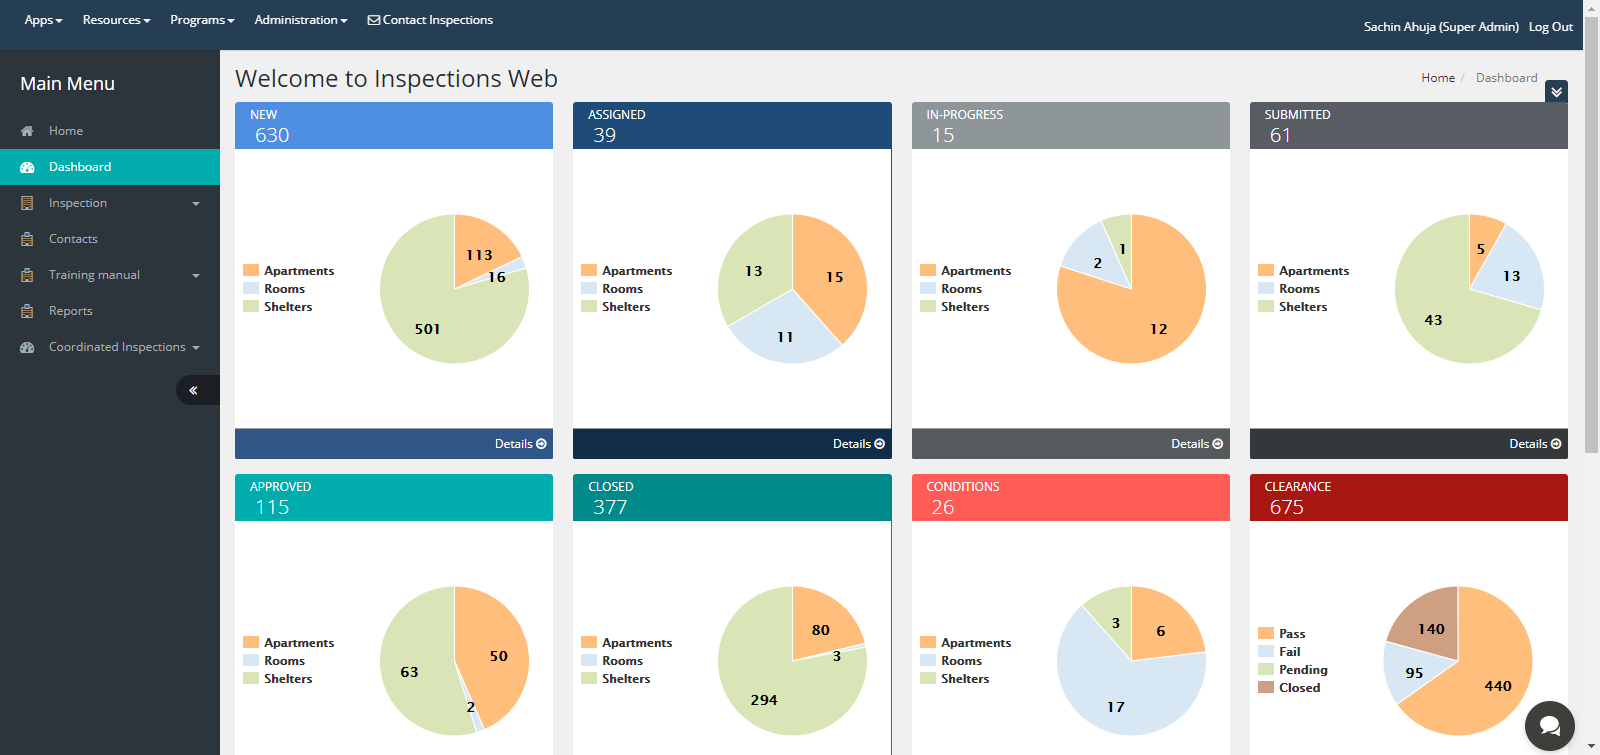 Apps Resources Programs Administration Contact Inspections
Sachin Ahuja (Super Admin) Log Out
Main Menu
Home
Dashboard
Inspection
Contacts
Training manual
Reports
Coordinated Inspections
Welcome to Inspections Web
Home / Dashboard
NEW
630
Apartments
Rooms
Shelters
113
16
501
Details
ASSIGNED
39
Apartments
Rooms
Shelters
13
15
11
Details
IN-PROGRESS
15
Apartments
Rooms
Shelters
1
2
12
Details
SUBMITTED
61
Apartments
Rooms
Shelters
5
13
43
Details
APPROVED
115
Apartments
Rooms
Shelters
50
63
2
CLOSED
377
Apartments
Rooms
Shelters
80
3
294
CONDITIONS
26
Apartments
Rooms
Shelters
3
6
17
CLEARANCE
675
Pass
Fail
Pending
Closed
140
95
440